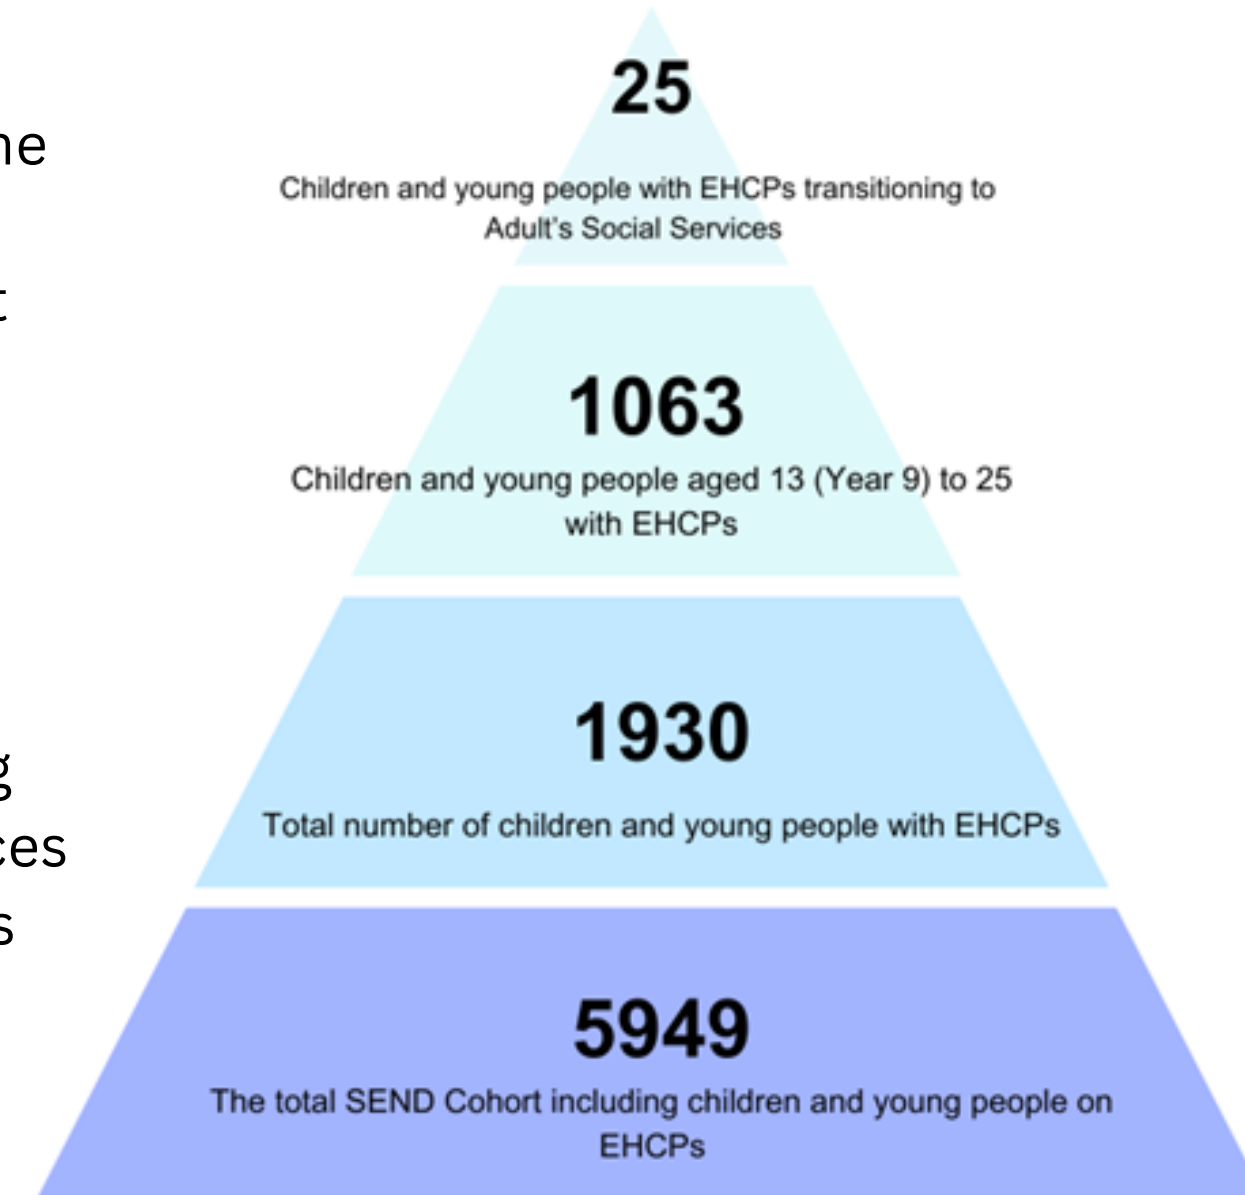 ne
t
g
ces
s
25
Children and young people with EHCPs transitioning to
Adult's Social Services
1063
Children and young people aged 13 (Year 9) to 25
with EHCPs
1930
Total number of children and young people with EHCPs
5949
The total SEND Cohort including children and young people on
EHCPs